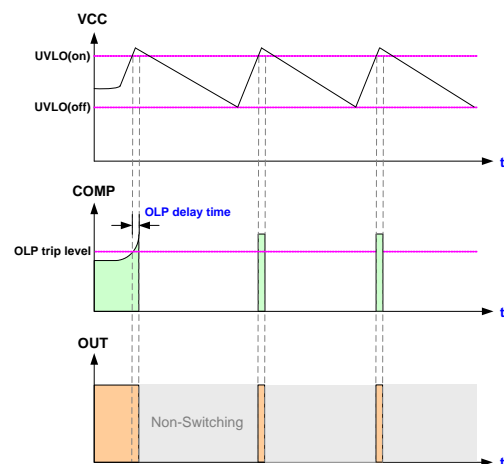 VCC
UVLO(on)
UVLO(off)
t
COMP
OLP delay time
OLP trip level
t
OUT
Non-Switching
t